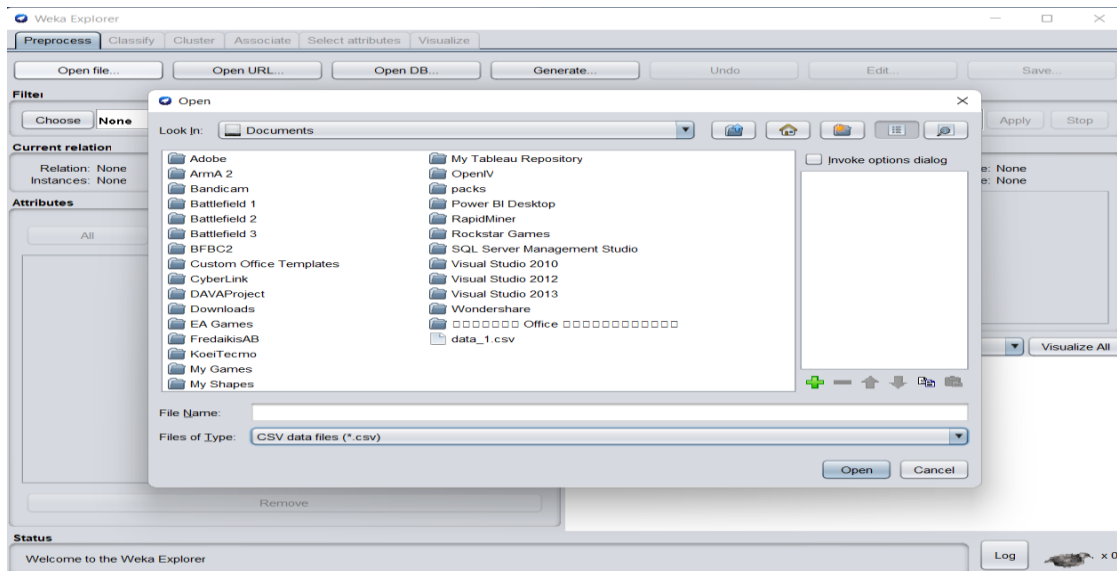 Weka Explorer
Preprocess Classify Cluster Associate Select attributes Visualize
Open file... Open URL... Open DB... Generate... Undo Edit... Save...
Filter
Choose None Apply Stop
Current relation
Relation: None
Instances: None
e: None
e: None
Attributes
All
Remove
Visualize All
Open
Look In: Documents
Adobe
ArmA 2
Bandicam
Battlefield 1
Battlefield 2
Battlefield 3
BFBC2
Custom Office Templates
CyberLink
DAVAProject
Downloads
EA Games
FredaikisAB
KoeiTecmo
My Games
My Shapes
My Tableau Repository
OpenIV
packs
Power BI Desktop
RapidMiner
Rockstar Games
SQL Server Management Studio
Visual Studio 2010
Visual Studio 2012
Visual Studio 2013
Wondershare
Office
data_1.csv
Invoke options dialog
File Name:
Files of Type: CSV data files (*.csv)
Open Cancel
Status
Welcome to the Weka Explorer
Log x 0